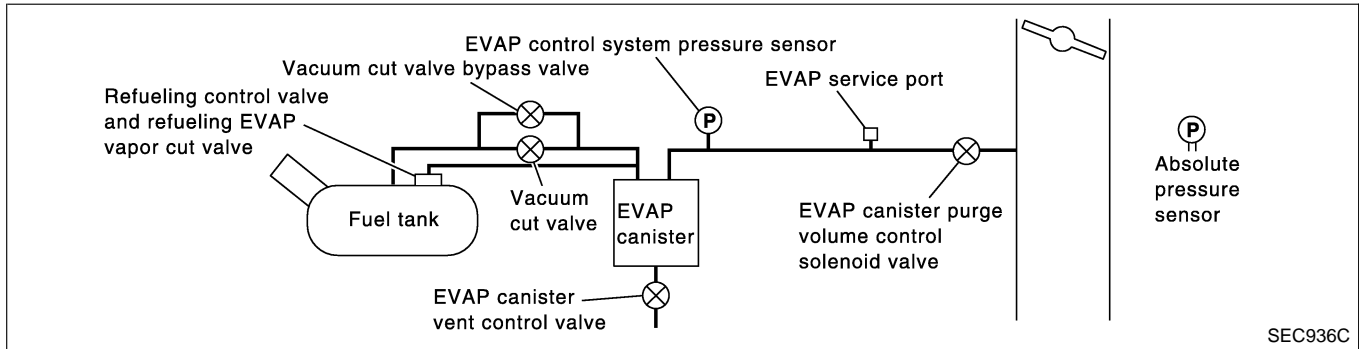 EVAP control system pressure sensor
Vacuum cut valve bypass valve
EVAP service port
Refueling control valve
and refueling EVAP
vapor cut valve
P
P
Absolute
pressure
sensor
Vacuum
cut valve
Fuel tank
EVAP
canister
EVAP canister purge
volume control
solenoid valve
EVAP canister
vent control valve
SEC936C